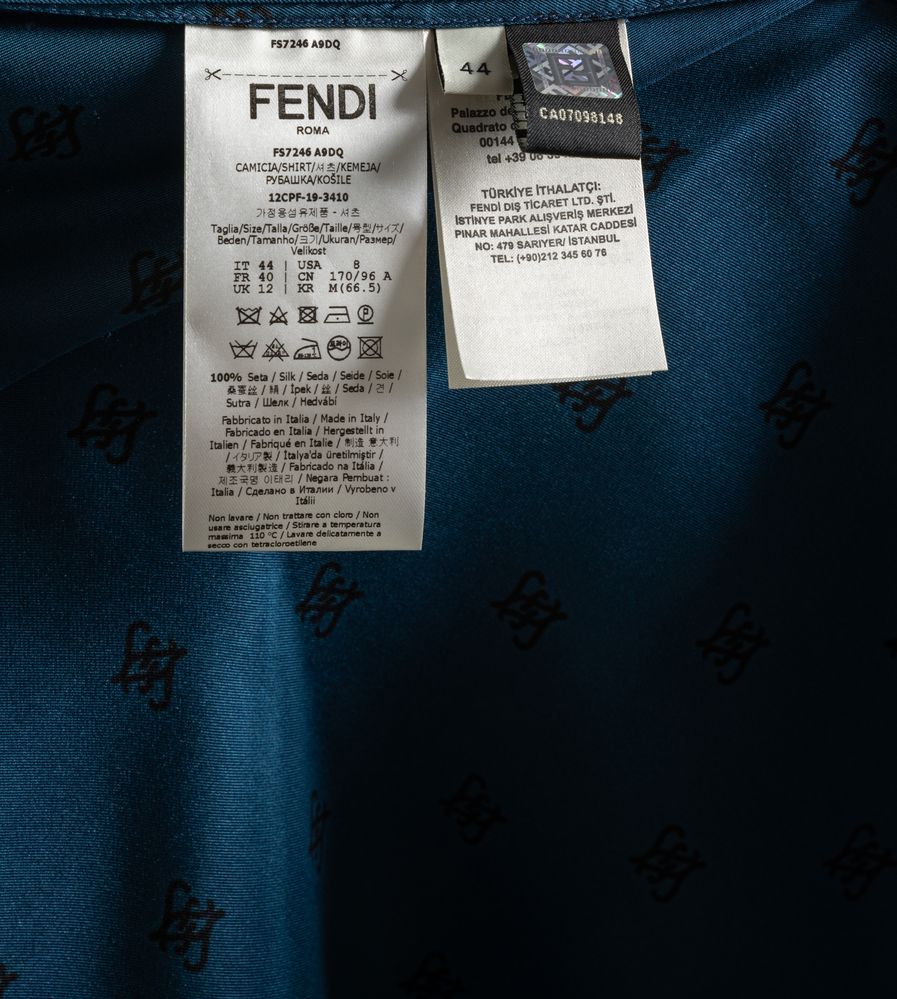 FS7246 A9DQ
FENDI
ROMA
FS7246 A9DQ
CAMICIA/SHIRT/셔츠/KEMEJA/
РУБАШКА/KOŠILE
12CPF-19-3410
가정용섬유제품 - 셔츠
Taglia/Size/Talla/Größe/Taille/号型/サイズ/
Beden/Tamanho/크기/Ukuran/Размер/
Velikost
IT 44 | USA 8
FR 40 | CN 170/96 A
UK 12 | KR M(66.5)
100% Seta / Silk / Seda / Seide / Soie /
桑蚕丝 / 絹 / İpek / 丝 / Seda / 견 /
Sutra / Шелк / Hedvábí
Fabbricato in Italia / Made in Italy /
Fabricado en Italia / Hergestellt in
Italien / Fabriqué en Italie / 制造 意大利
/ イタリア製 / İtalya'da üretilmiştir /
義大利製造 / Fabricado na Itália /
제조국명 이태리 / Negara Pembuat :
Italia / Сделано в Италии / Vyrobeno v
Itálii
Non lavare / Non trattare con cloro / Non
usare asciugatrice / Stirare a temperatura
massima 110 °C / Lavare delicatamente a
secco con tetracloroetilene
44
CA07098148
Palazzo de
Quadrato
00144
tel +39 06
TÜRKİYE İTHALATÇI:
FENDI DIŞ TİCARET LTD. ŞTİ.
İSTİNYE PARK ALIŞVERİŞ MERKEZİ
PINAR MAHALLESİ KATAR CADDESİ
NO: 479 SARIYER/ İSTANBUL
TEL: (+90)212 345 60 76